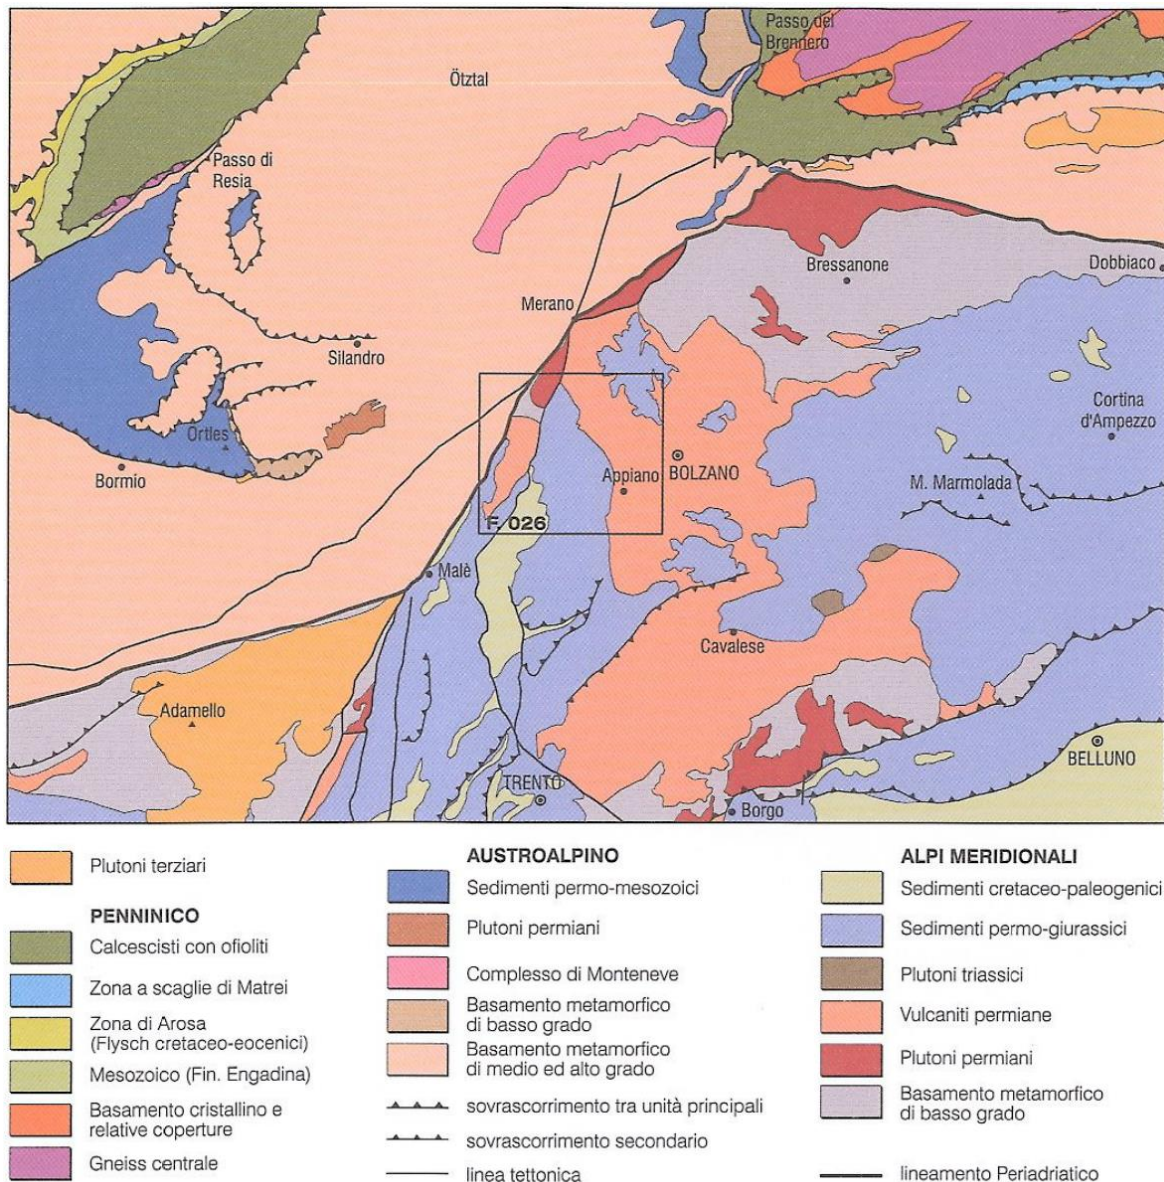 Passo del
Brennero
Ötztal
Passo di
Resia
Bressanone
Dobbiaco
Merano
Silandro
Cortina
d'Ampezzo
Ortles
Bormio
Appiano
BOLZANO
M. Marmolada
F. 026
Malè
Cavalese
Adamello
BELLUNO
TRENTO
Borgo
Plutoni terziari
PENNINICO
Calcescisti con ofioliti
Zona a scaglie di Matrei
Zona di Arosa
(Flysch cretaceo-eocenici)
Mesozoico (Fin. Engadina)
Basamento cristallino e
relative coperture
Gneiss centrale
AUSTROALPINO
Sedimenti permo-mesozoici
Plutoni permiani
Complesso di Monteneve
Basamento metamorfico
di basso grado
Basamento metamorfico
di medio ed alto grado
sovrascorrimento tra unità principali
sovrascorrimento secondario
linea tettonica
ALPI MERIDIONALI
Sedimenti cretaceo-paleogenici
Sedimenti permo-giurassici
Plutoni triassici
Vulcaniti permiane
Plutoni permiani
Basamento metamorfico
di basso grado
lineamento Periadriatico